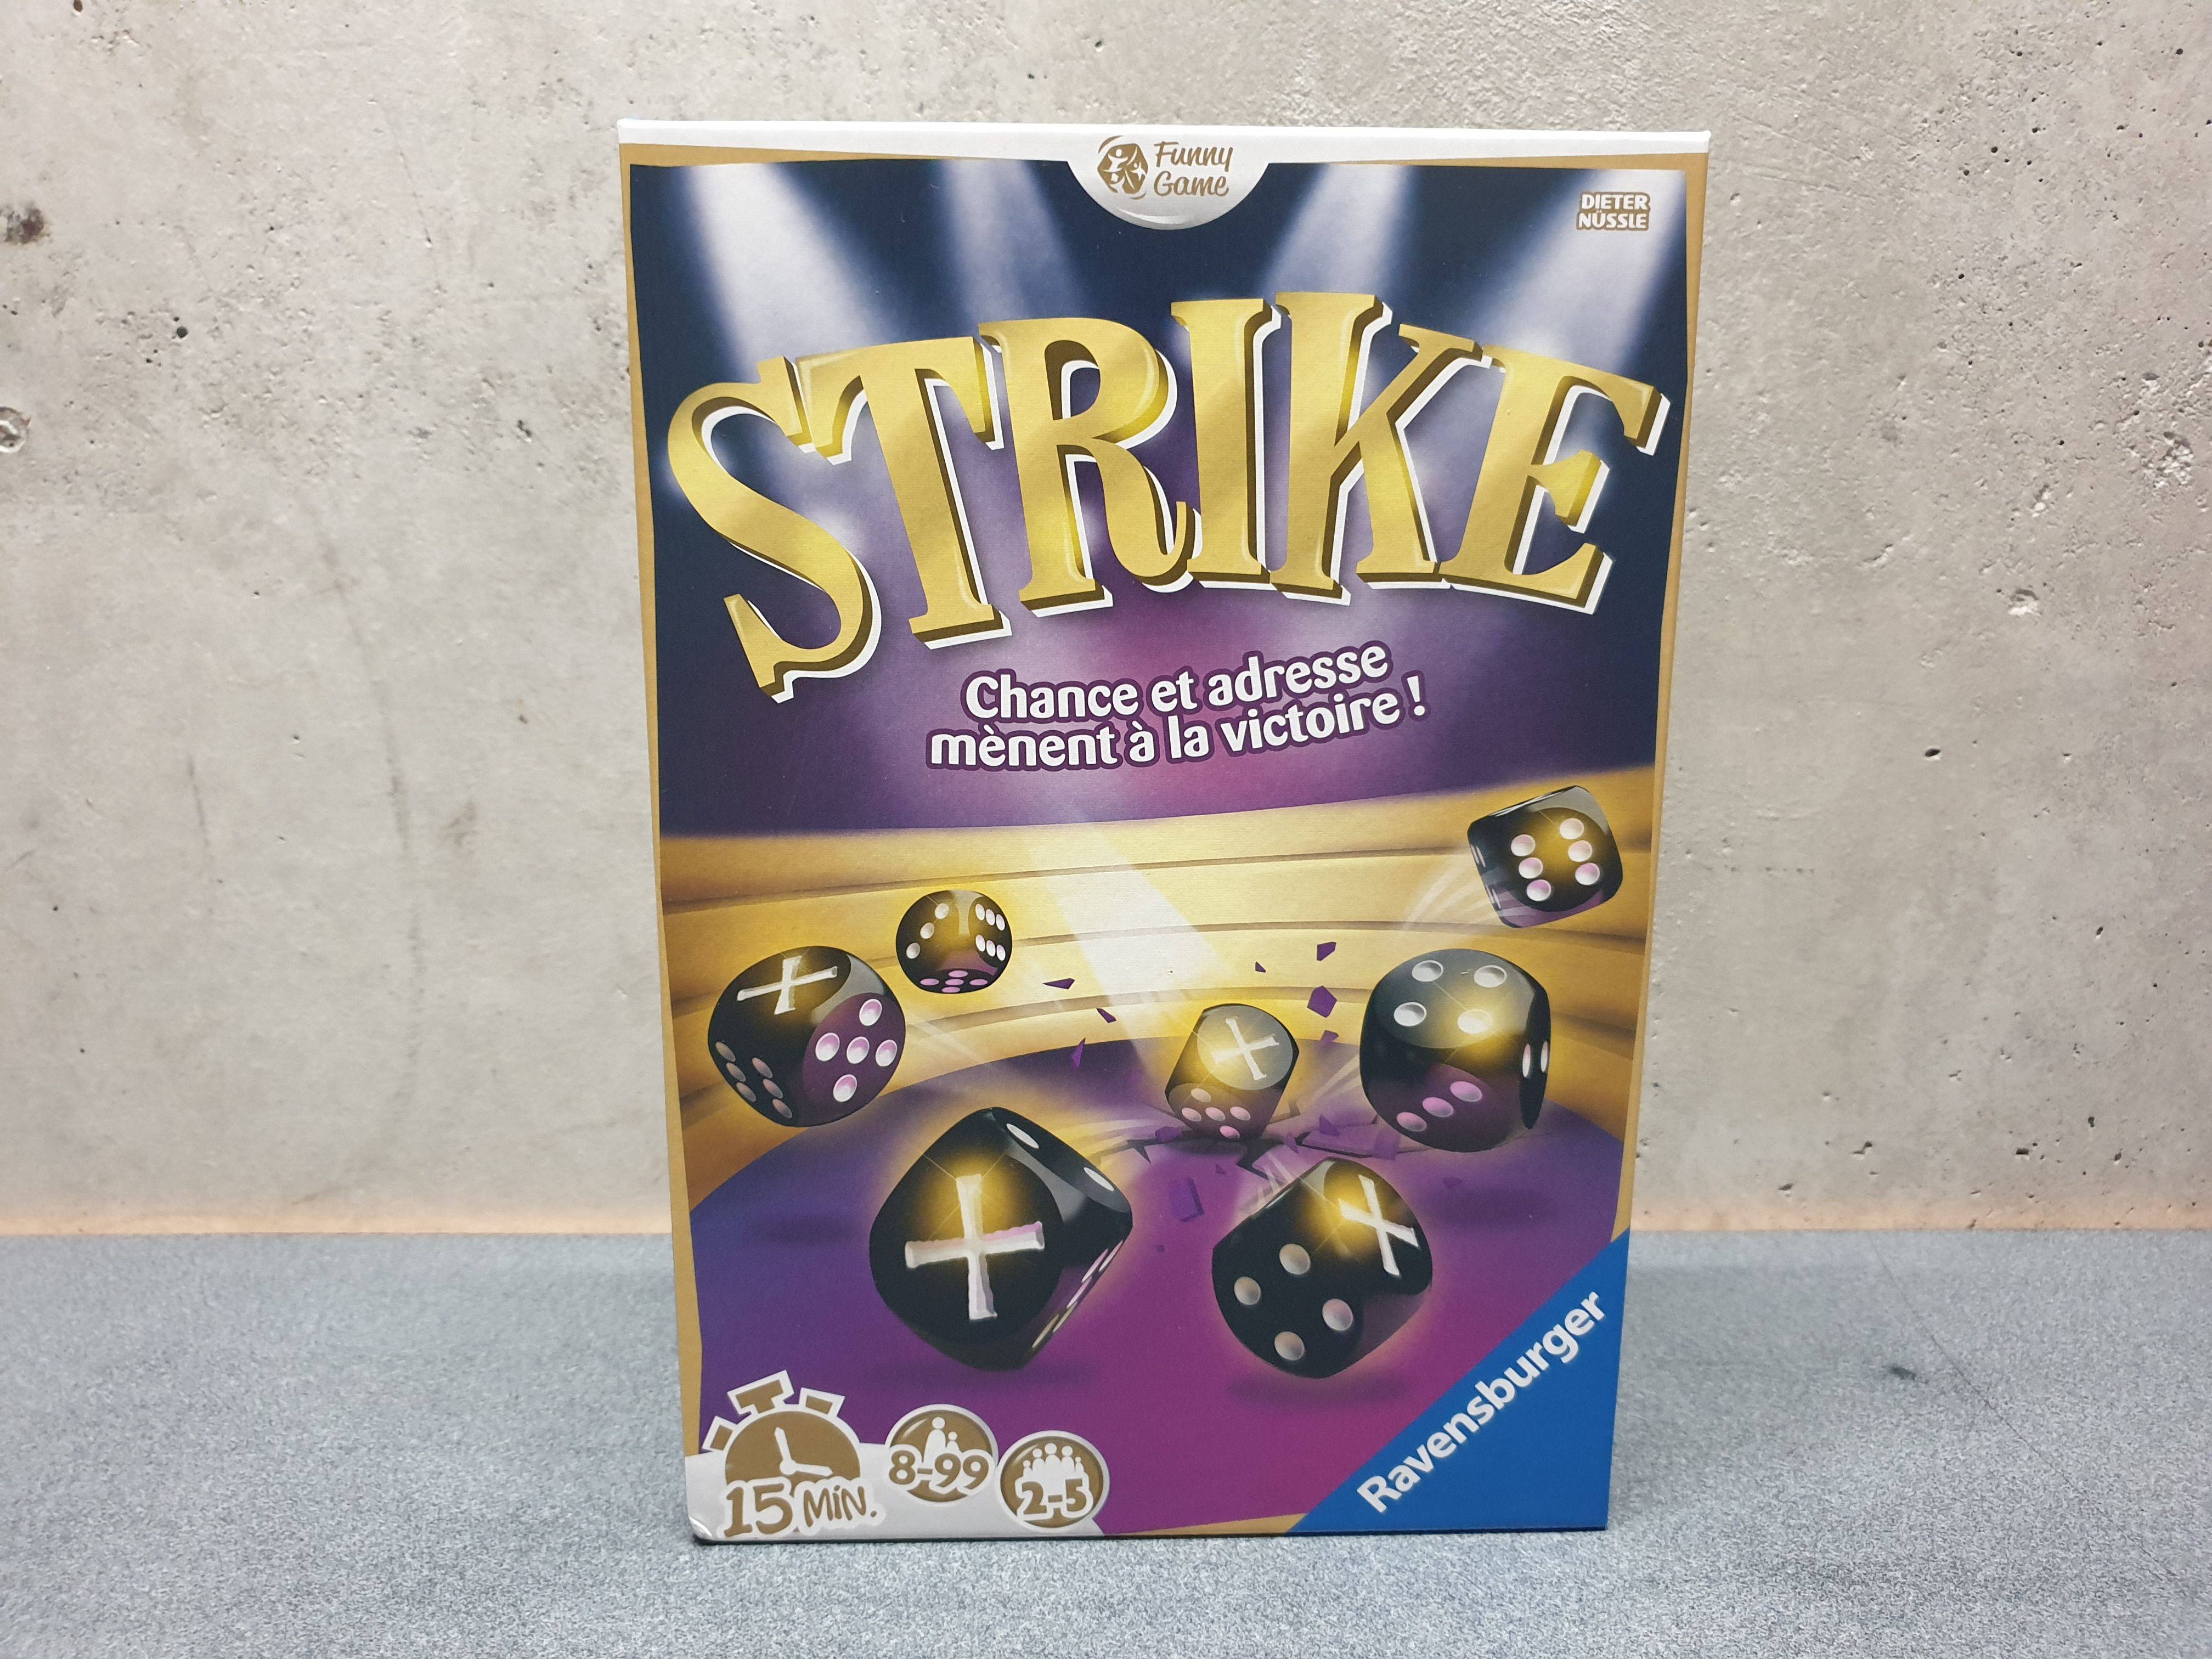 Funny
Game
DIETER
NÜSSLE
STRIKE
Chance et adresse
mènent à la victoire !
15 MIN.
8-99
2-5
Ravensburger